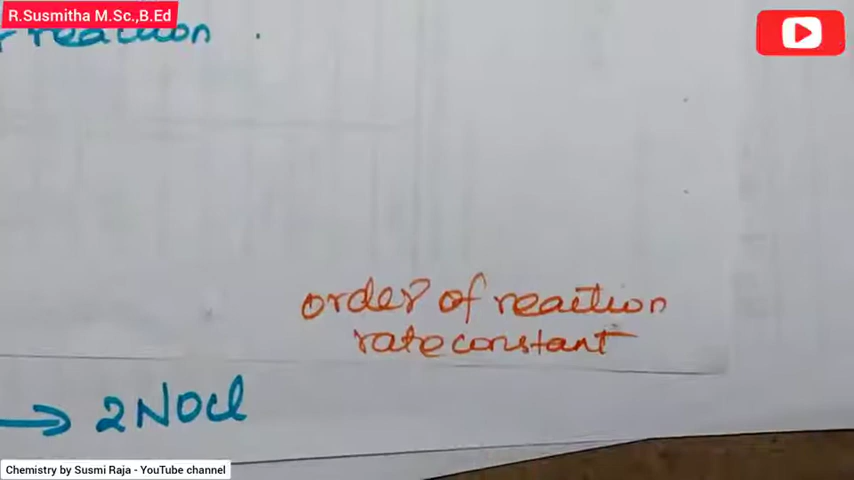 R.Susmitha M.Sc.,B.Ed
reaction .
order of reaction
rate constant
→ 2NOCl
Chemistry by Susmi Raja - YouTube channel